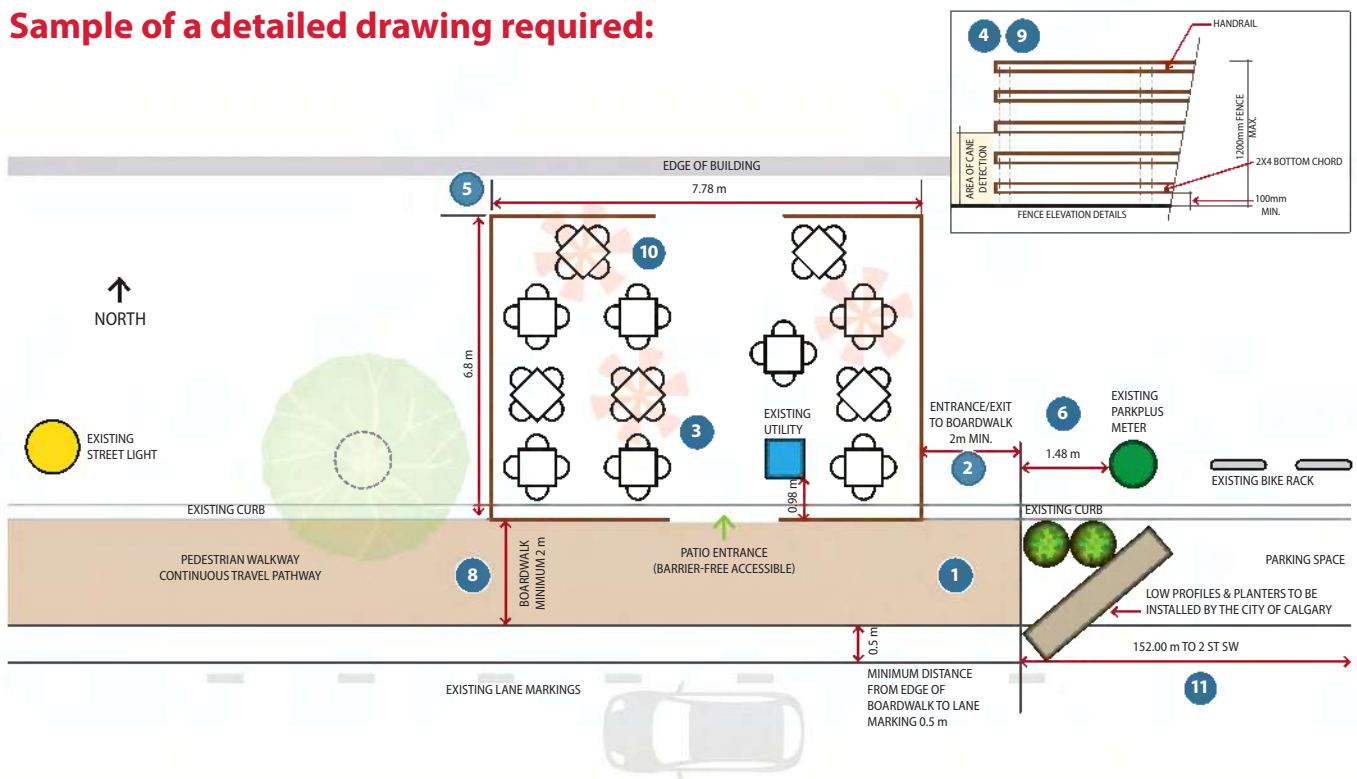 Sample of a detailed drawing required:
4
9
HANDRAIL
1200mm FENCE
MAX.
AREA OF CANE
DETECTION
2X4 BOTTOM CHORD
100mm
MIN.
FENCE ELEVATION DETAILS
EDGE OF BUILDING
5
7.78 m
10
NORTH
6.8 m
EXISTING
STREET LIGHT
3
EXISTING
UTILITY
0.98 m
ENTRANCE/EXIT
TO BOARDWALK
2m MIN.
2
6
1.48 m
EXISTING
PARKPLUS
METER
EXISTING BIKE RACK
EXISTING CURB
EXISTING CURB
PEDESTRIAN WALKWAY
CONTINUOUS TRAVEL PATHWAY
8
BOARDWALK
MINIMUM 2 m
PATIO ENTRANCE
(BARRIER-FREE ACCESSIBLE)
1
PARKING SPACE
LOW PROFILES & PLANTERS TO BE
INSTALLED BY THE CITY OF CALGARY
0.5 m
152.00 m TO 2 ST SW
11
EXISTING LANE MARKINGS
MINIMUM DISTANCE
FROM EDGE OF
BOARDWALK TO LANE
MARKING 0.5 m